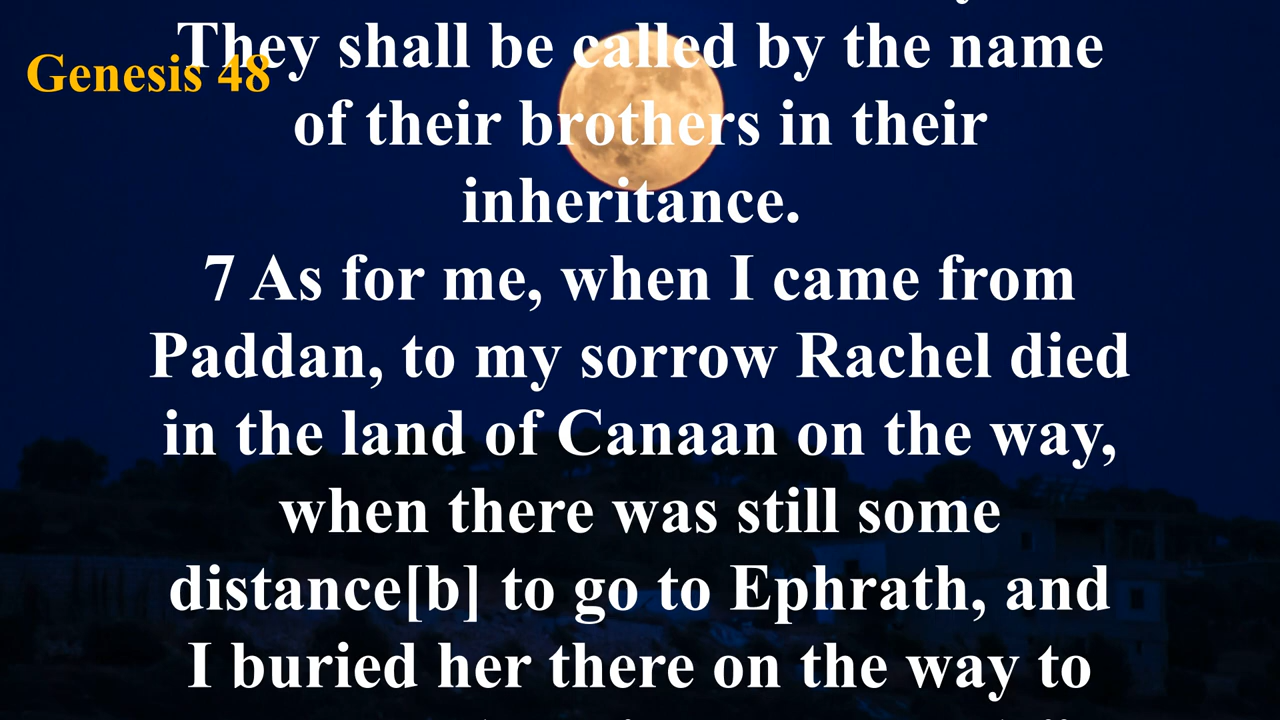 Genesis 48
They shall be called by the name
of their brothers in their
inheritance.
7 As for me, when I came from
Paddan, to my sorrow Rachel died
in the land of Canaan on the way,
when there was still some
distance[b] to go to Ephrath, and
I buried her there on the way to